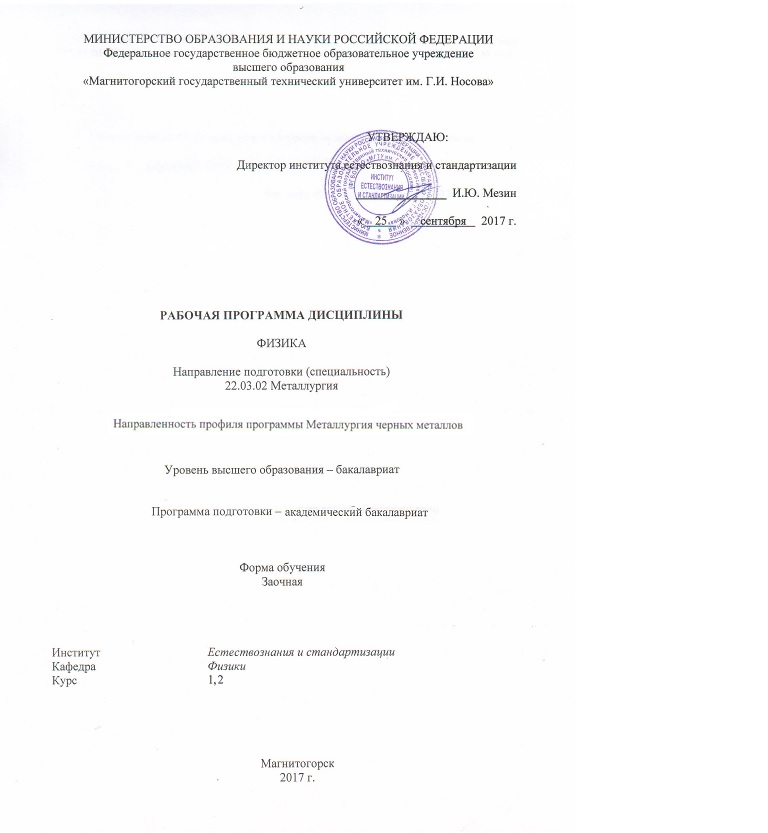 МИНИСТЕРСТВО ОБРАЗОВАНИЯ И НАУКИ РОССИЙСКОЙ ФЕДЕРАЦИИ
Федеральное государственное бюджетное образовательное учреждение
высшего образования
«Магнитогорский государственный технический университет им. Г.И. Носова»
УТВЕРЖДАЮ:
Директор института естествознания и стандартизации
И.Ю. Мезин
« 25 » сентября 2017 г.
ИНСТИТУТ
ЕСТЕСТВОЗНАНИЯ
И СТАНДАРТИЗАЦИИ
РАБОЧАЯ ПРОГРАММА ДИСЦИПЛИНЫ
ФИЗИКА
Направление подготовки (специальность)
22.03.02 Металлургия
Направленность профиля программы Металлургия черных металлов
Уровень высшего образования – бакалавриат
Программа подготовки – академический бакалавриат
Форма обучения
Заочная
Институт Естествознания и стандартизации
Кафедра Физики
Курс 1,2
Магнитогорск
2017 г.